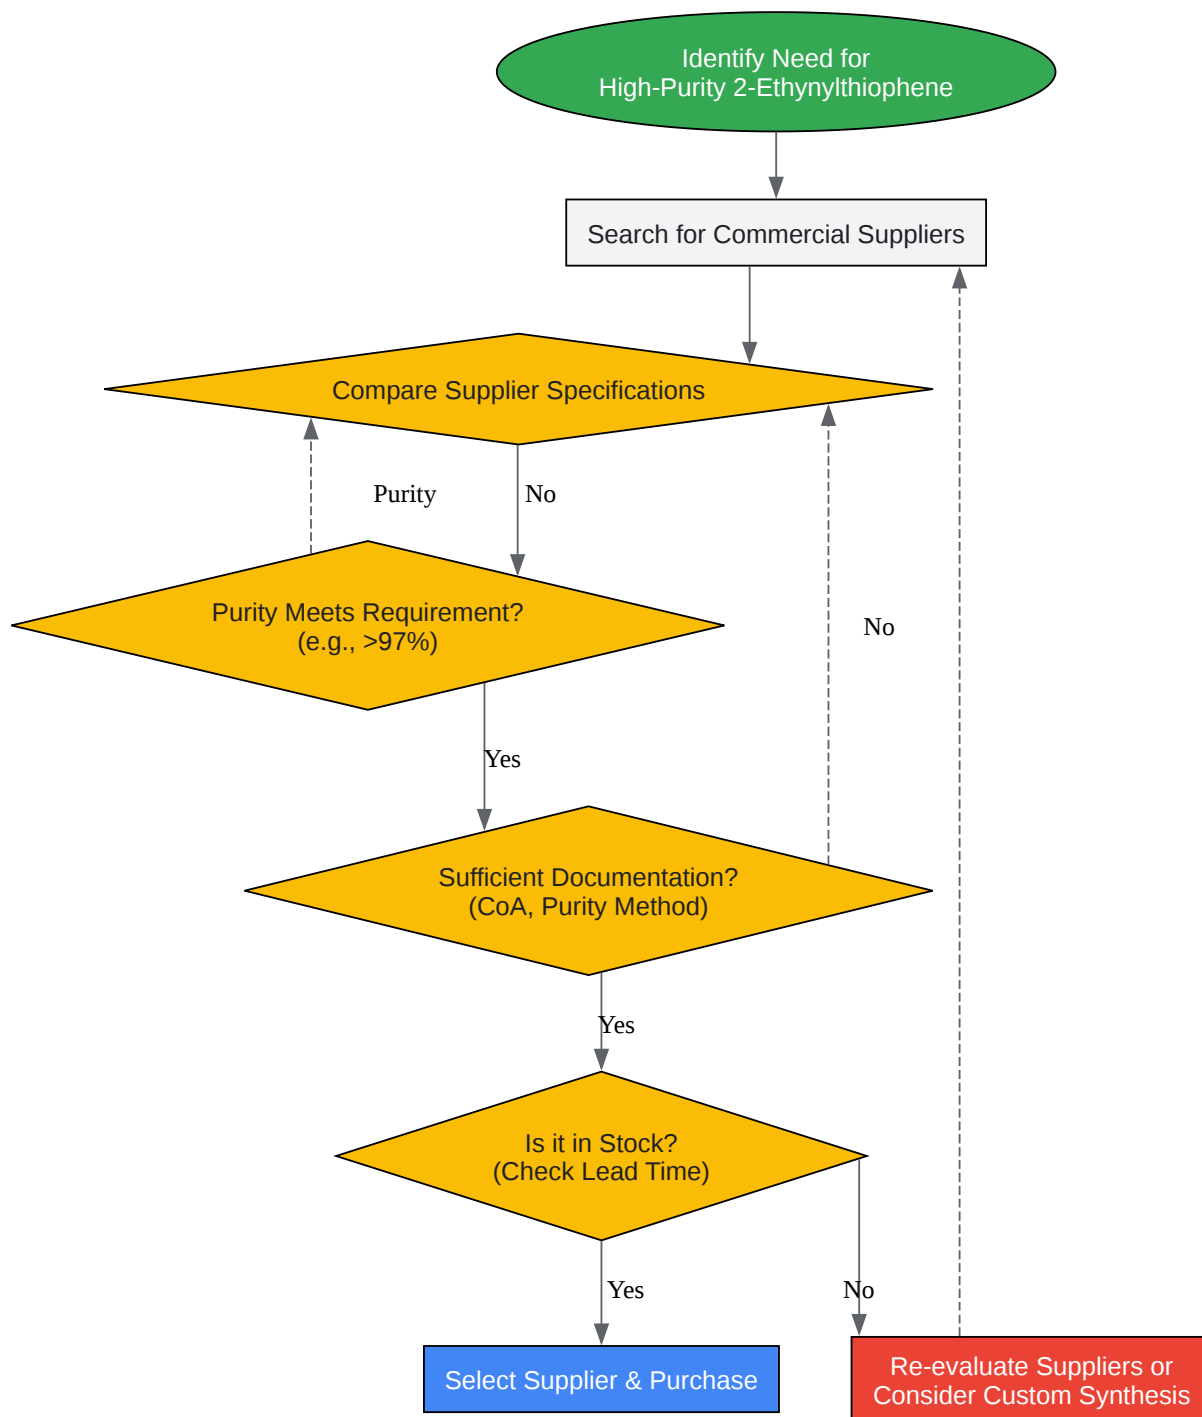 Identify Need for
High-Purity 2-Ethynylthiophene
Search for Commercial Suppliers
Compare Supplier Specifications
Purity
No
Purity Meets Requirement?
(e.g., >97%)
No
Yes
Sufficient Documentation?
(CoA, Purity Method)
Yes
Is it in Stock?
(Check Lead Time)
Yes
No
Select Supplier & Purchase
Re-evaluate Suppliers or
Consider Custom Synthesis